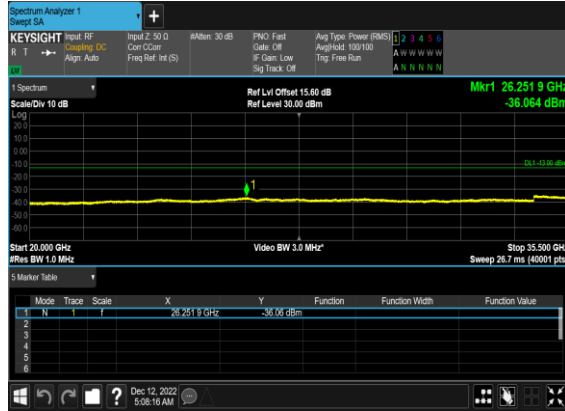 Spectrum Analyzer 1
Swept SA
+
KEYSIGHT
R T
LV
Input: RF
Coupling: DC
Align: Auto
Input Z: 50 Ω
Corr CCorr
Freq Ref: Int (S)
#Atten: 30 dB
PNO: Fast
Gate: Off
IF Gain: Low
Sig Track: Off
Avg Type: Power (RMS)
Avg|Hold: 100/100
Trig: Free Run
1 2 3 4 5 6
A W W W W W
A N N N N N
1 Spectrum
Scale/Div 10 dB
Ref Lvl Offset 15.60 dB
Ref Level 30.00 dBm
Mkr1 26.251 9 GHz
-36.064 dBm
Log
20.0
10.0
0.00
-10.0
-20.0
-30.0
-40.0
-50.0
-60.0
DL1 -13.00 dBm
1
Start 20.000 GHz
#Res BW 1.0 MHz
Video BW 3.0 MHz*
Stop 35.500 GHz
Sweep 26.7 ms (40001 pts)
5 Marker Table
Mode Trace Scale X Y Function Function Width Function Value
1 N 1 f 26.251 9 GHz -36.06 dBm
2
3
4
5
6
?
Dec 12, 2022
5:08:16 AM